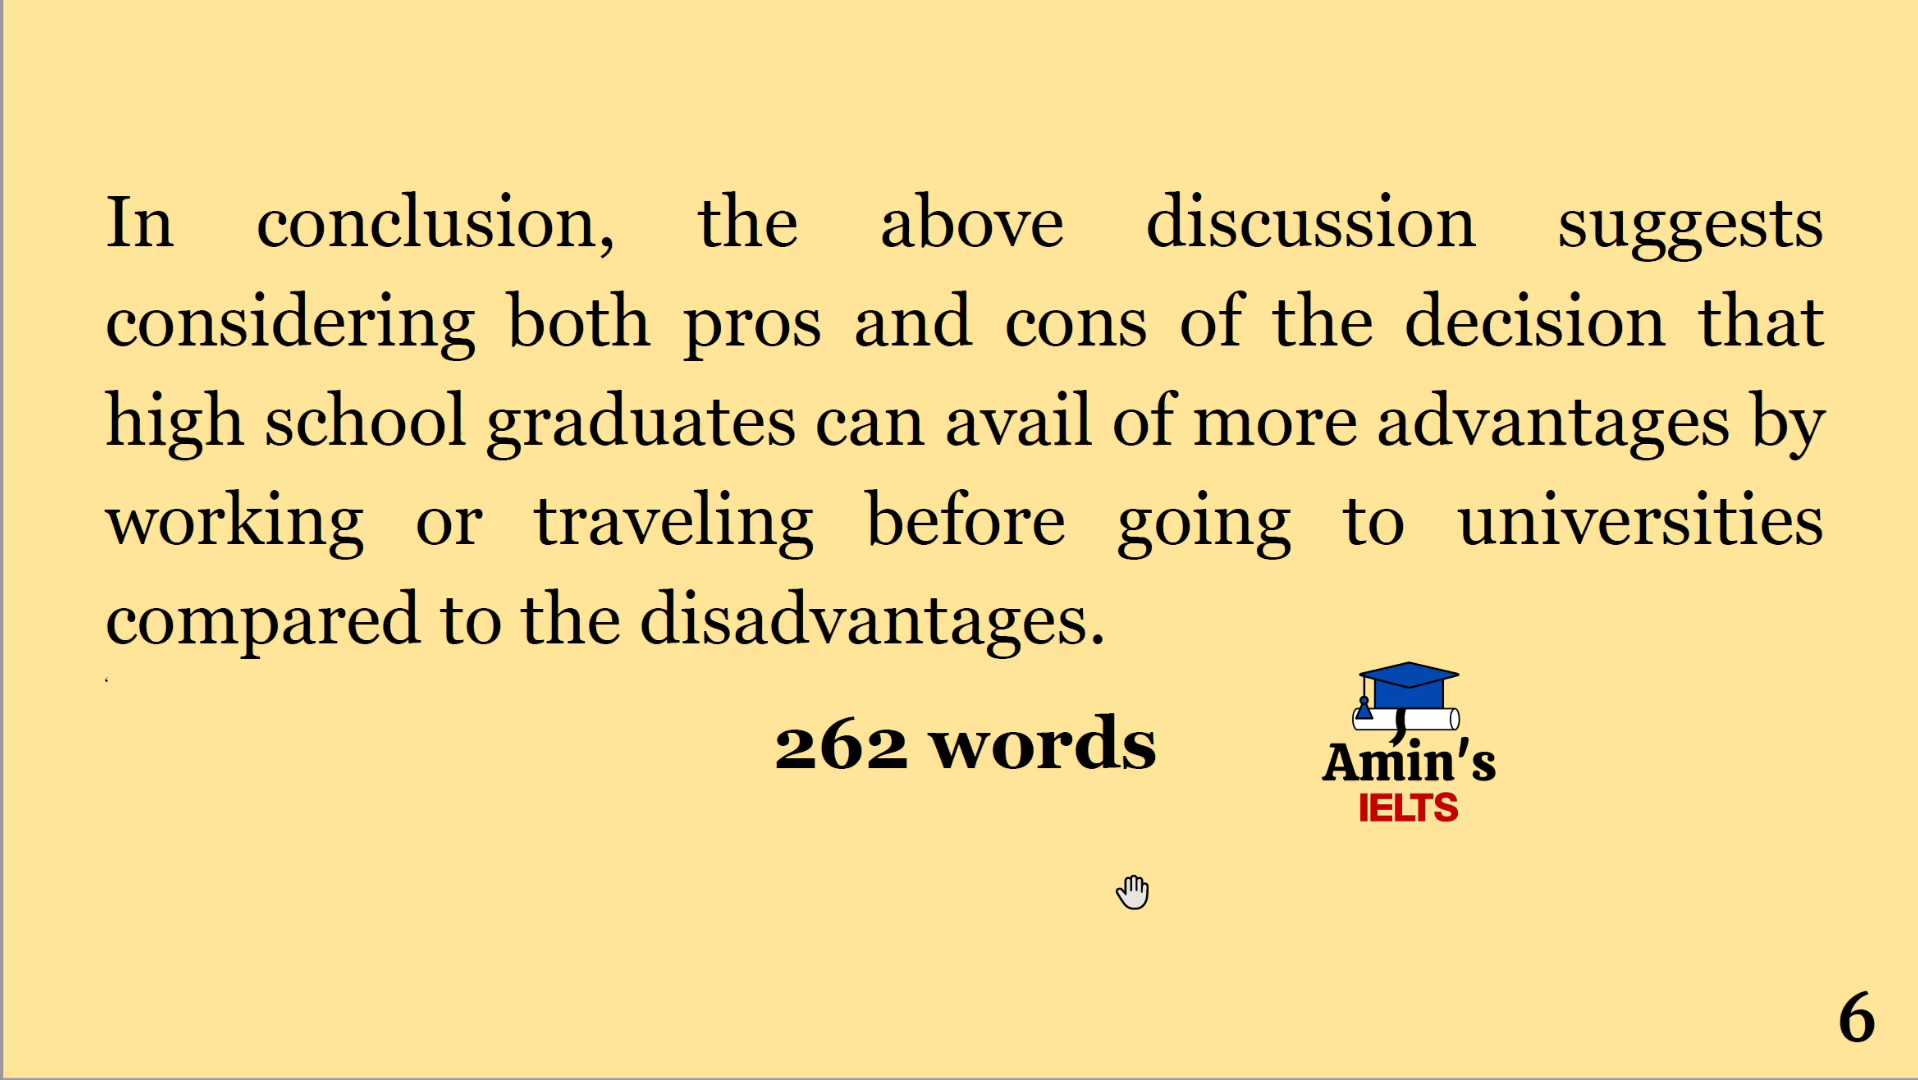 In conclusion, the above discussion suggests
considering both pros and cons of the decision that
high school graduates can avail of more advantages by
working or traveling before going to universities
compared to the disadvantages.
262 words
Amin's
IELTS
6